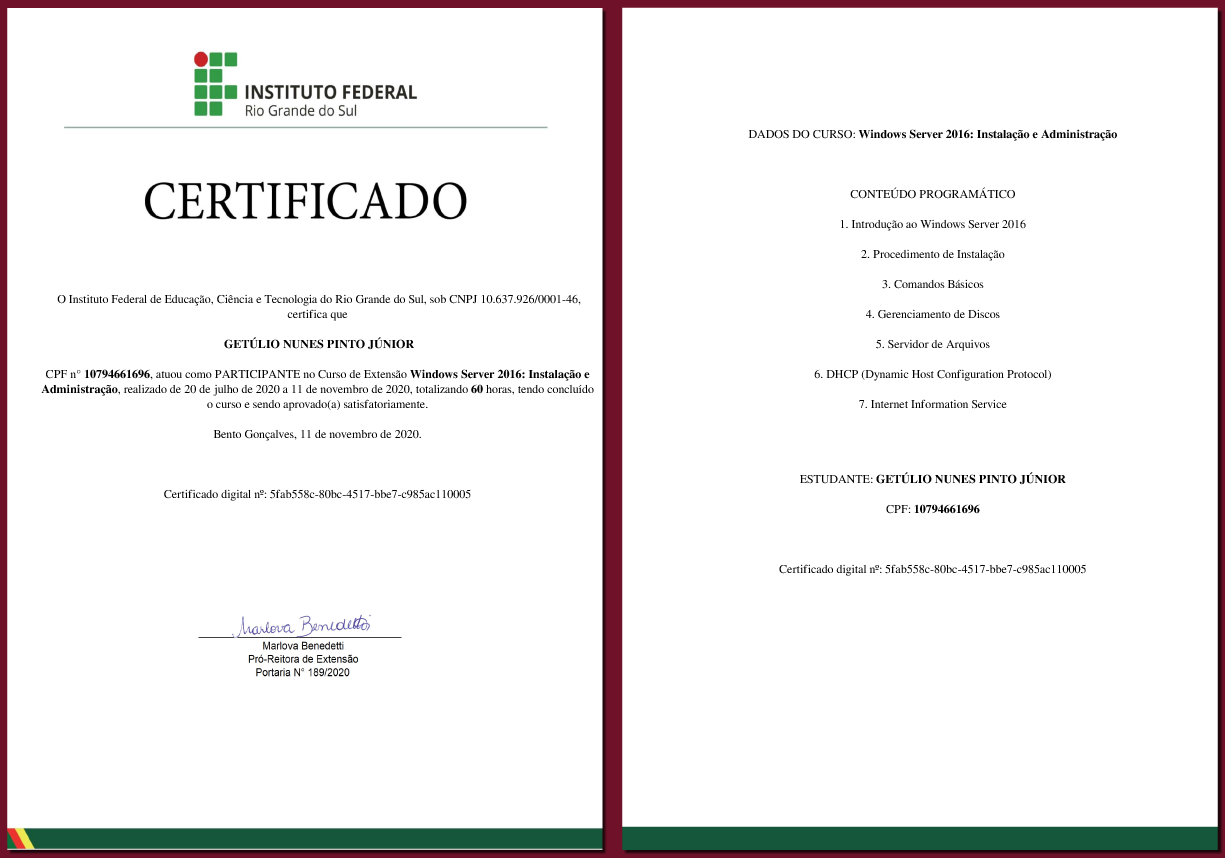 INSTITUTO FEDERAL
Rio Grande do Sul
CERTIFICADO
O Instituto Federal de Educação, Ciência e Tecnologia do Rio Grande do Sul, sob CNPJ 10.637.926/0001-46,
certifica que
GETÚLIO NUNES PINTO JÚNIOR
CPF n° 10794661696, atuou como PARTICIPANTE no Curso de Extensão Windows Server 2016: Instalação e
Administração, realizado de 20 de julho de 2020 a 11 de novembro de 2020, totalizando 60 horas, tendo concluído
o curso e sendo aprovado(a) satisfatoriamente.
Bento Gonçalves, 11 de novembro de 2020.
Certificado digital nº: 5fab558c-80bc-4517-bbe7-c985ac110005
Marlova Benedetti
Marlova Benedetti
Pró-Reitora de Extensão
Portaria N° 189/2020
DADOS DO CURSO: Windows Server 2016: Instalação e Administração
CONTEÚDO PROGRAMÁTICO
1. Introdução ao Windows Server 2016
2. Procedimento de Instalação
3. Comandos Básicos
4. Gerenciamento de Discos
5. Servidor de Arquivos
6. DHCP (Dynamic Host Configuration Protocol)
7. Internet Information Service
ESTUDANTE: GETÚLIO NUNES PINTO JÚNIOR
CPF: 10794661696
Certificado digital nº: 5fab558c-80bc-4517-bbe7-c985ac110005